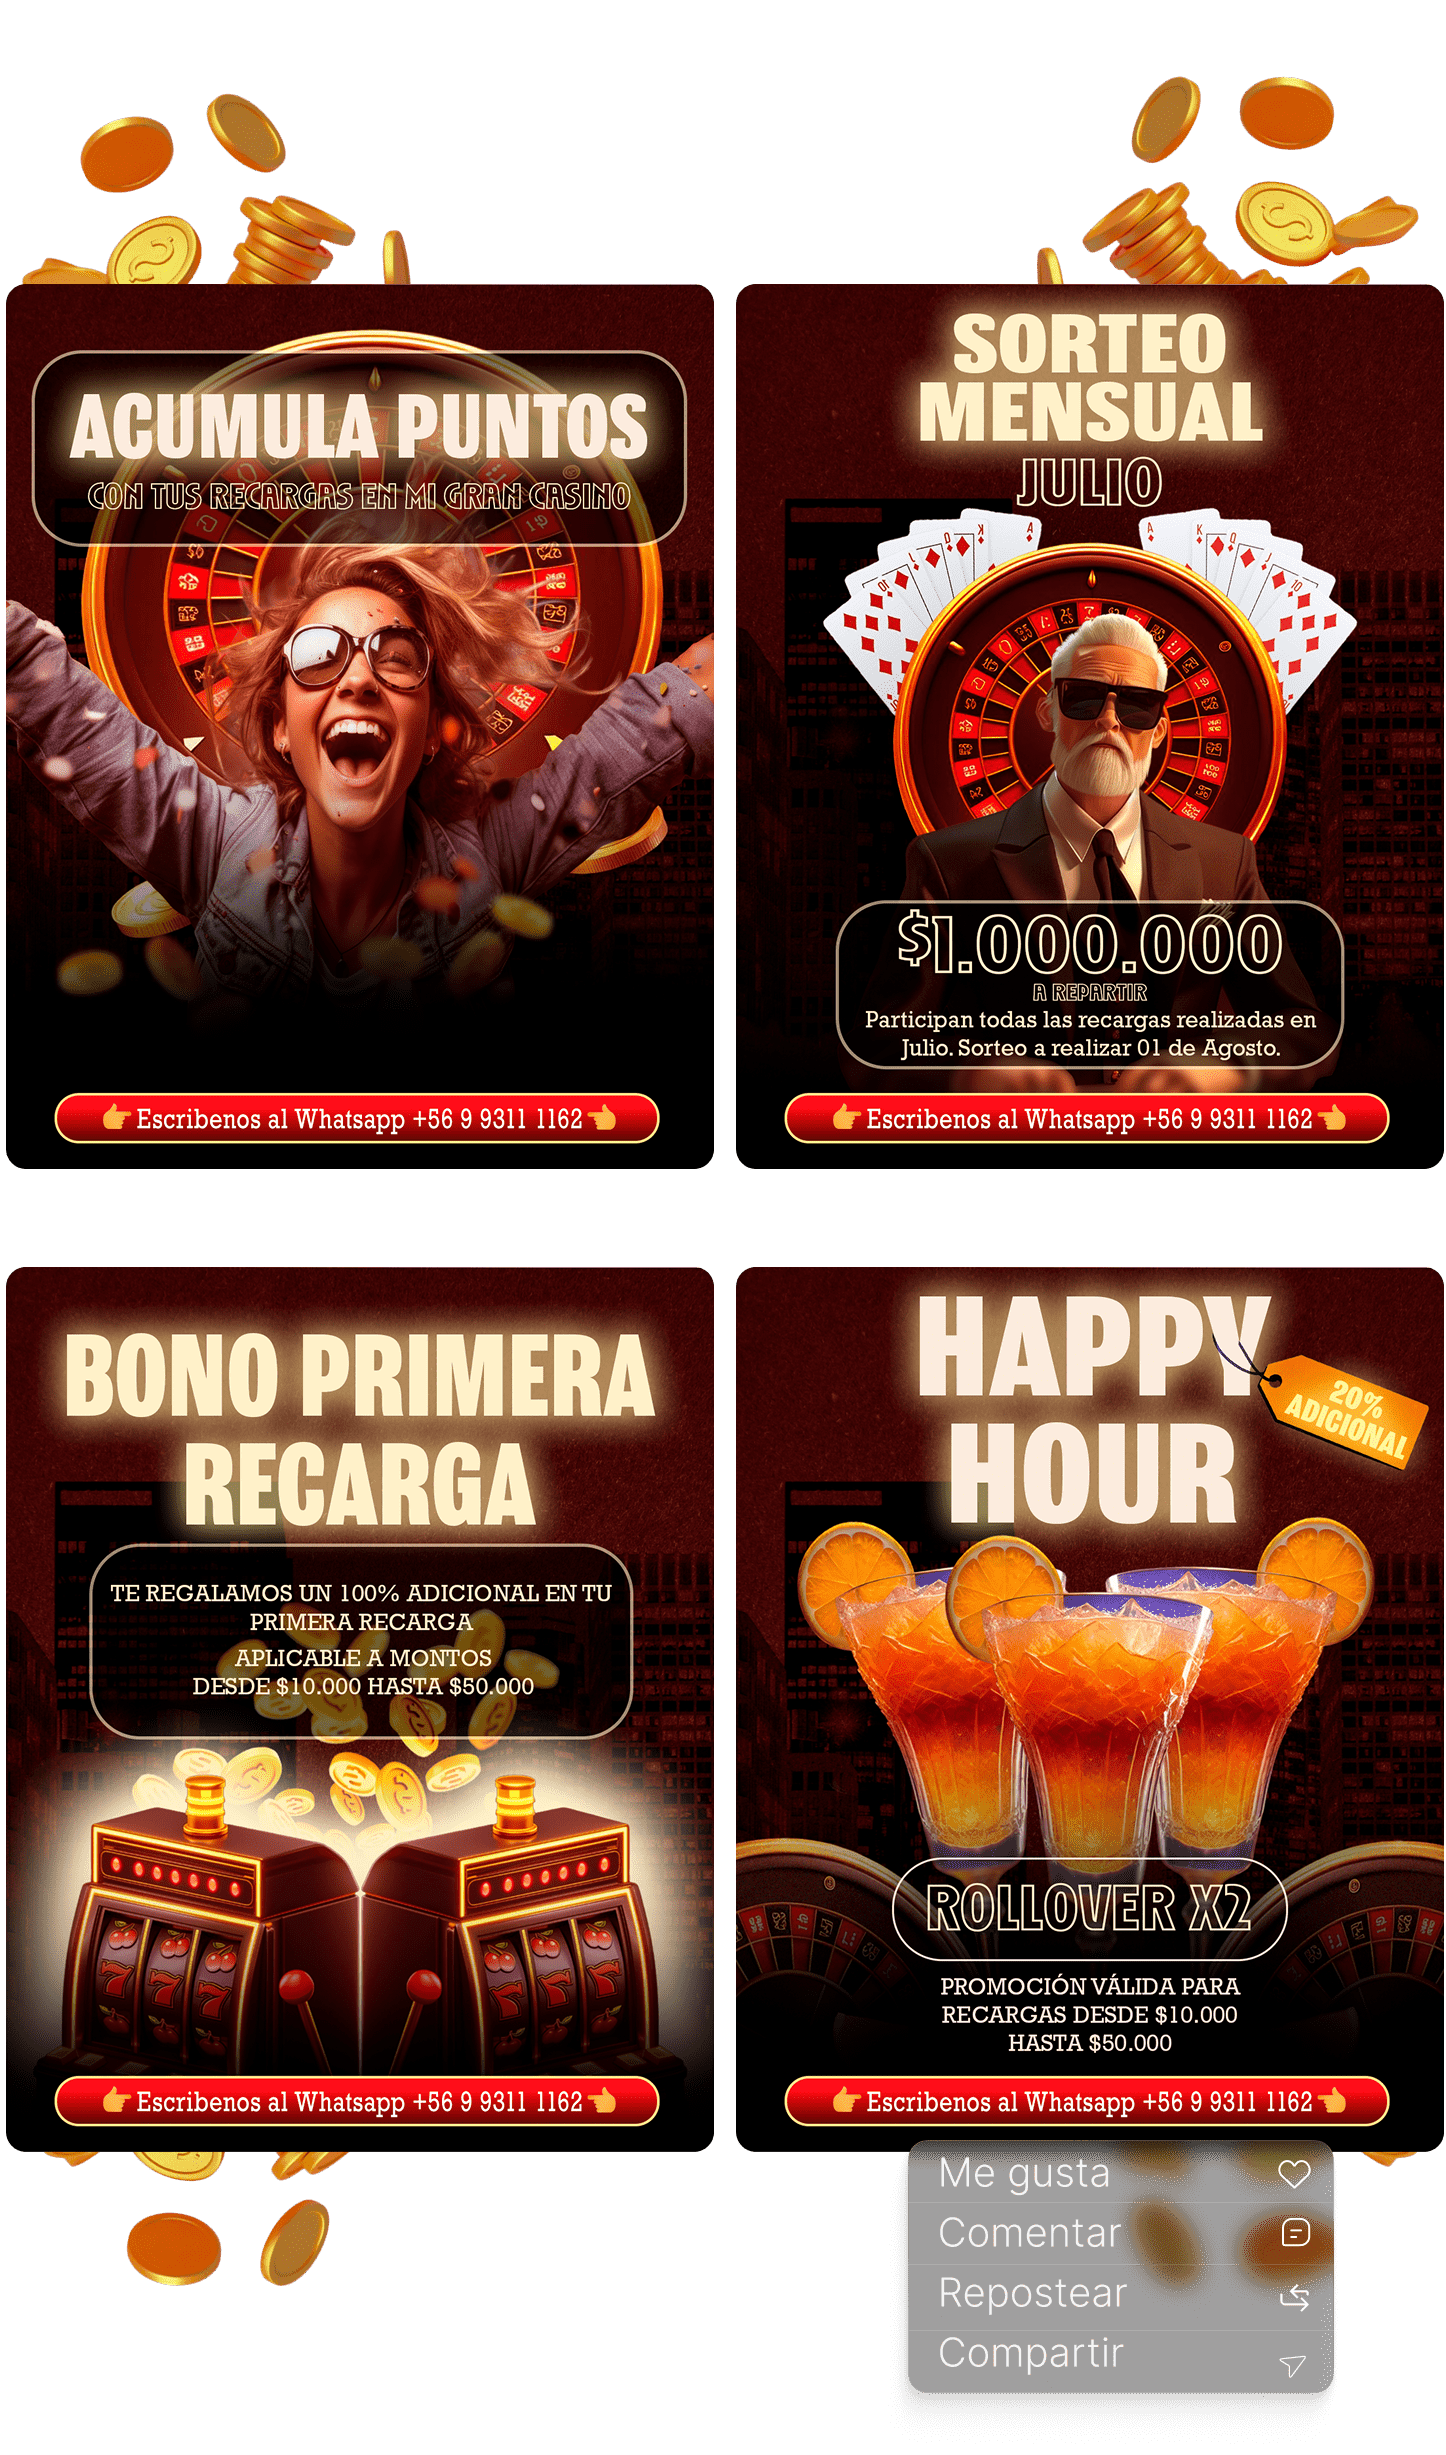 ACUMULA PUNTOS
CON TUS RECARGAS EN MI GRAN CASINO
Escribenos al Whatsapp +56 9 9311 1162
SORTEO
MENSUAL
JULIO
$1.000.000
A REPARTIR
Participan todas las recargas realizadas en
Julio. Sorteo a realizar 01 de Agosto.
Escribenos al Whatsapp +56 9 9311 1162
BONO PRIMERA
RECARGA
TE REGALAMOS UN 100% ADICIONAL EN TU
PRIMERA RECARGA
APLICABLE A MONTOS
DESDE $10.000 HASTA $50.000
Escribenos al Whatsapp +56 9 9311 1162
HAPPY
HOUR
20%
ADICIONAL
ROLLOVER X2
PROMOCIÓN VÁLIDA PARA
RECARGAS DESDE $10.000
HASTA $50.000
Escribenos al Whatsapp +56 9 9311 1162
Me gusta
Comentar
Repostear
Compartir